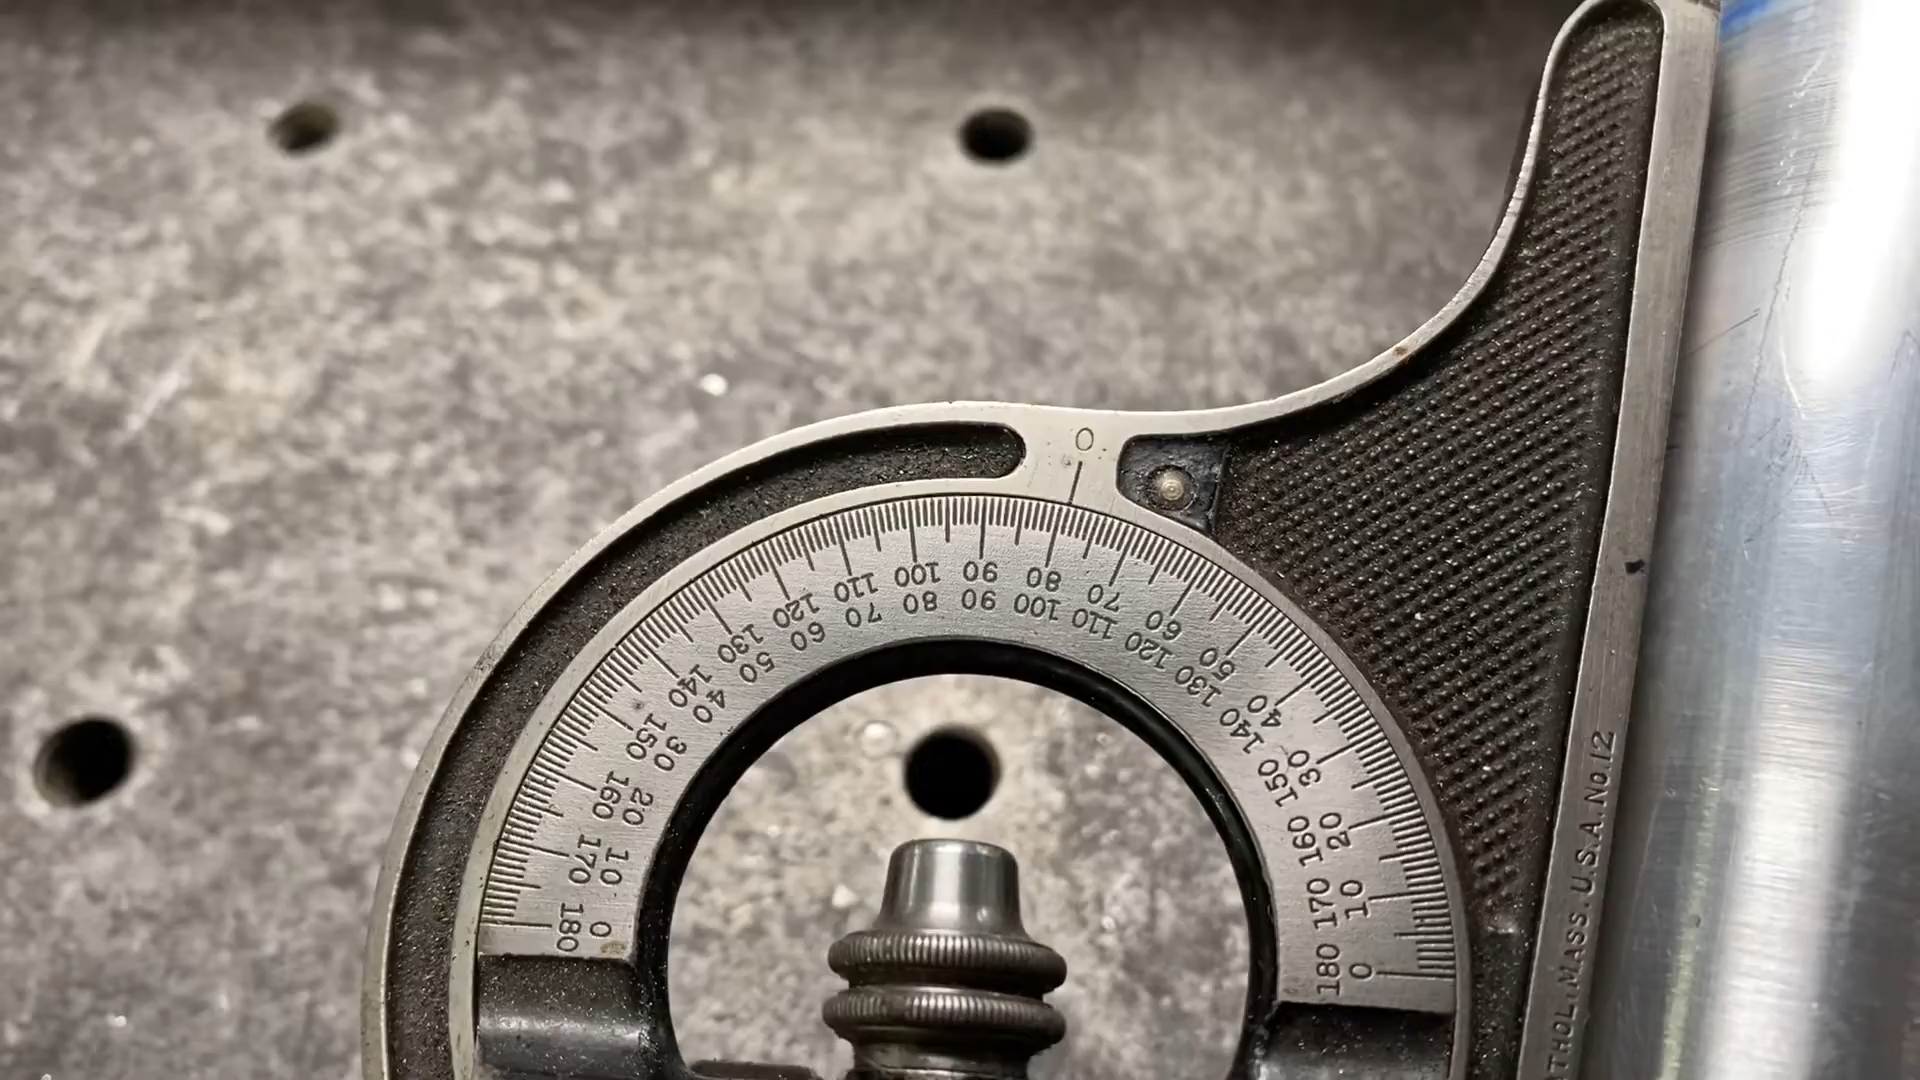 0
180 170 160 150 140 130 120 110 100 90 80 70 60 50 40 30 20 10 0
0 10 20 30 40 50 60 70 80 90 100 110 120 130 140 150 160 170 180
THOL. MASS. U.S.A. No. 12